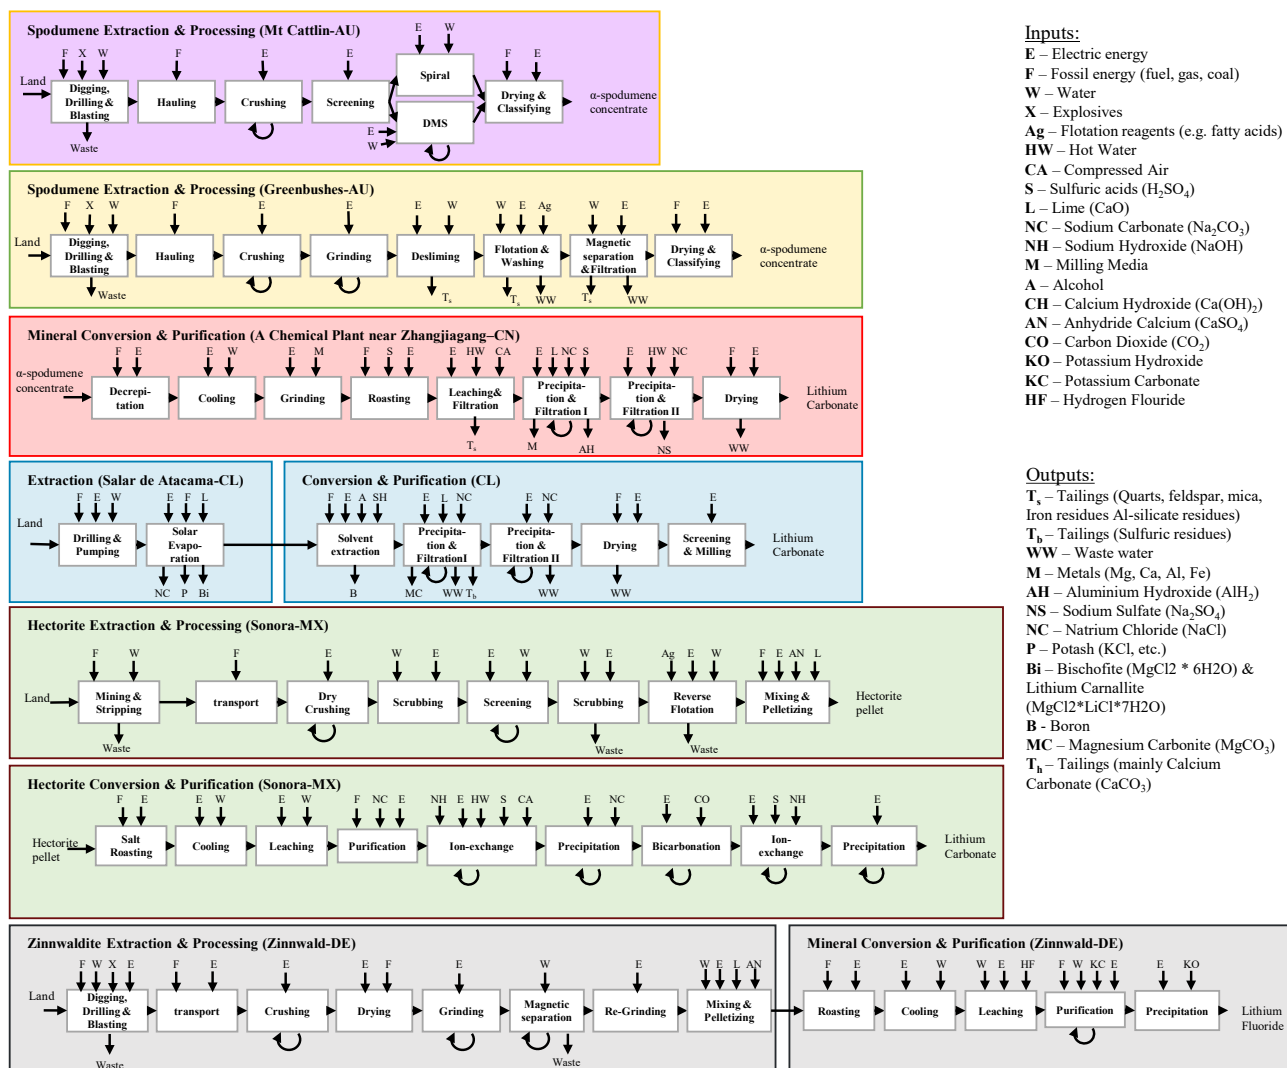 Spodumene Extraction & Processing (Mt Cattlin-AU)
F X W F E E E W F E
Land
Digging,
Drilling &
Blasting
Hauling
Crushing
Screening
Spiral
DMS
E
W
Drying &
Classifying
α-spodumene
concentrate
Waste
Spodumene Extraction & Processing (Greenbushes-AU)
F X W F E E E W W E Ag W E F E
Land
Digging,
Drilling &
Blasting
Hauling
Crushing
Grinding
Desliming
Flotation &
Washing
Magnetic
separation
&Filtration
Drying &
Classifying
α-spodumene
concentrate
Waste
Ts Ts WW Ts WW
Mineral Conversion & Purification (A Chemical Plant near Zhangjiagang–CN)
F E E W E M F S E E HW CA E L NC S E HW NC F E
α-spodumene
concentrate
Decrepi-
tation
Cooling
Grinding
Roasting
Leaching&
Filtration
Precipita-
tion &
Filtration I
Precipita-
tion &
Filtration II
Drying
Lithium
Carbonate
Ts M AH NS WW
Extraction (Salar de Atacama-CL)
F E W E F L
Land
Drilling &
Pumping
Solar
Evapo-
ration
NC P Bi
Conversion & Purification (CL)
F E A SH E L NC E NC F E E
Solvent
extraction
Precipita-
tion &
FiltrationI
Precipita-
tion &
Filtration II
Drying
Screening
& Milling
Lithium
Carbonate
B MC WW Tb WW WW
Hectorite Extraction & Processing (Sonora-MX)
F W F E W E E W W E Ag E W F E AN L
Land
Mining &
Stripping
transport
Dry
Crushing
Scrubbing
Screening
Scrubbing
Reverse
Flotation
Mixing &
Pelletizing
Hectorite
pellet
Waste Waste Waste
Hectorite Conversion & Purification (Sonora-MX)
F E E W E W F NC E NH E HW S CA E NC E CO E S NH E
Hectorite
pellet
Salt
Roasting
Cooling
Leaching
Purification
Ion-exchange
Precipitation
Bicarbonation
Ion-
exchange
Precipitation
Lithium
Carbonate
Zinnwaldite Extraction & Processing (Zinnwald-DE)
F W X E F E E E F E W E W E L AN
Land
Digging,
Drilling &
Blasting
transport
Crushing
Drying
Grinding
Magnetic
separation
Re-Grinding
Mixing &
Pelletizing
Waste Waste
Mineral Conversion & Purification (Zinnwald-DE)
F E E W W E HF F W KC E E KO
Roasting
Cooling
Leaching
Purification
Precipitation
Lithium
Fluoride
Inputs:
E – Electric energy
F – Fossil energy (fuel, gas, coal)
W – Water
X – Explosives
Ag – Flotation reagents (e.g. fatty acids)
HW – Hot Water
CA – Compressed Air
S – Sulfuric acids (H2SO4)
L – Lime (CaO)
NC – Sodium Carbonate (Na2CO3)
NH – Sodium Hydroxide (NaOH)
M – Milling Media
A – Alcohol
CH – Calcium Hydroxide (Ca(OH)2)
AN – Anhydride Calcium (CaSO4)
CO – Carbon Dioxide (CO2)
KO – Potassium Hydroxide
KC – Potassium Carbonate
HF – Hydrogen Flouride
Outputs:
Ts – Tailings (Quarts, feldspar, mica,
Iron residues Al-silicate residues)
Tb – Tailings (Sulfuric residues)
WW – Waste water
M – Metals (Mg, Ca, Al, Fe)
AH – Aluminium Hydroxide (AlH2)
NS – Sodium Sulfate (Na2SO4)
NC – Natrium Chloride (NaCl)
P – Potash (KCl, etc.)
Bi – Bischofite (MgCl2 * 6H2O) &
Lithium Carnallite
(MgCl2*LiCl*7H2O)
B - Boron
MC – Magnesium Carbonite (MgCO3)
Th – Tailings (mainly Calcium
Carbonate (CaCO3)